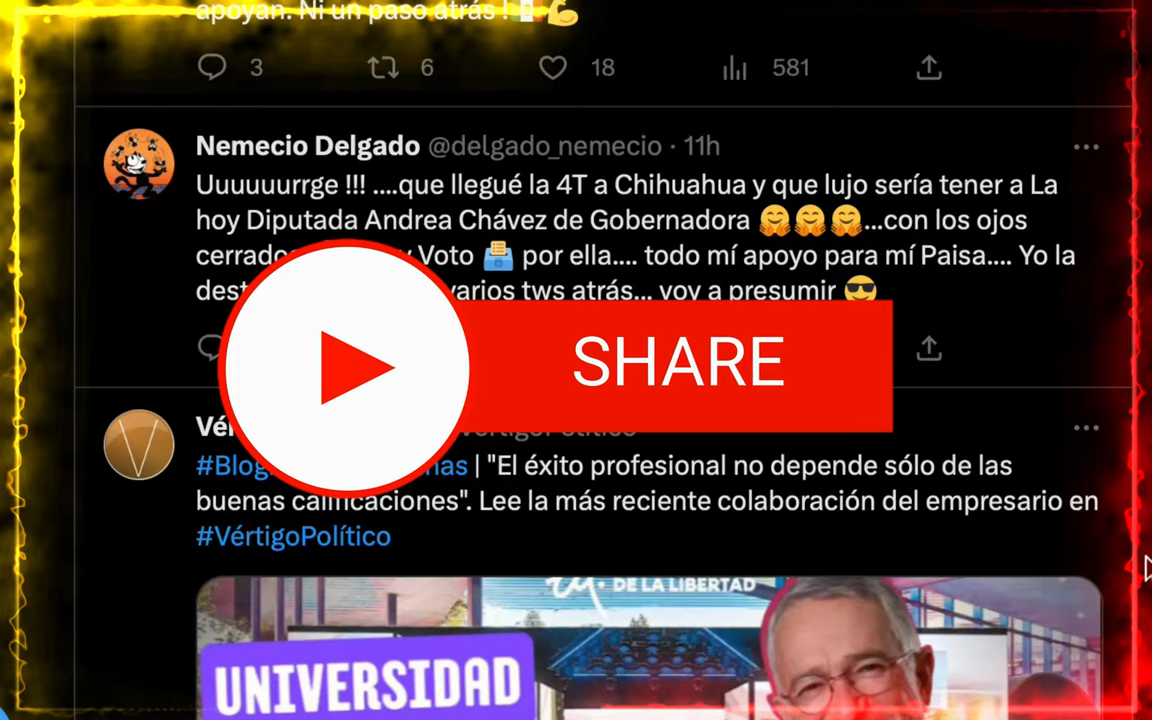 apoyan. Ni un paso atrás !
3 6 18 581
Nemecio Delgado @delgado_nemecio · 11h
Uuuuuurrge !!! ....que llegué la 4T a Chihuahua y que lujo sería tener a La
hoy Diputada Andrea Chávez de Gobernadora 🤗🤗🤗...con los ojos
Voto 🗳 por ella.... todo mí apoyo para mí Paisa.... Yo la
varios tws atrás... voy a presumir 😎
SHARE
#Blog
| "El éxito profesional no depende sólo de las
buenas calificaciones". Lee la más reciente colaboración del empresario en
#VértigoPolítico
DE LA LIBERTAD
UNIVERSIDAD